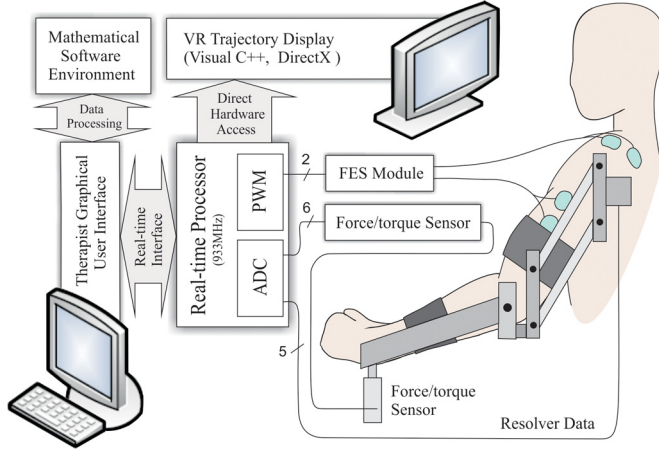 Mathematical
Software
Environment
VR Trajectory Display
(Visual C++, DirectX )
Data
Processing
Direct
Hardware
Access
Therapist Graphical
User Interface
Real-time
Interface
Real-time Processor
(933MHz)
PWM
ADC
2
FES Module
6
Force/torque Sensor
5
Force/torque
Sensor
Resolver Data